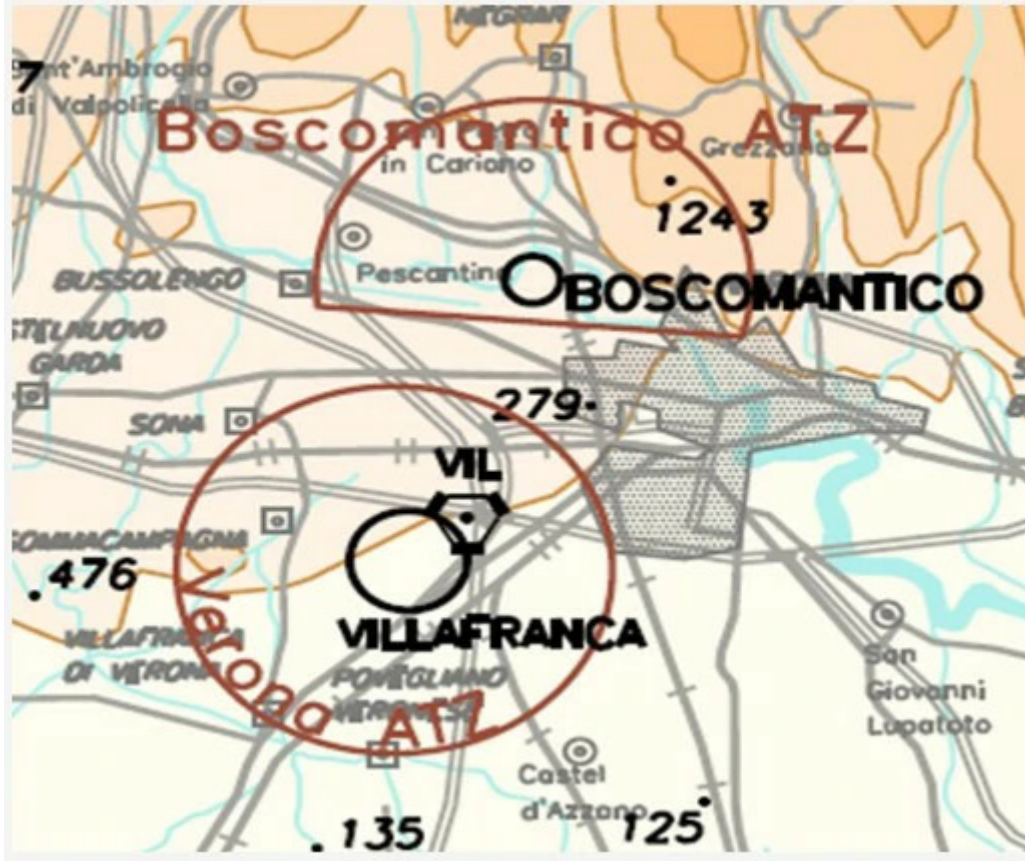 NEGRAR
7
Sant'Ambrogio
di Valpolicella
Boscomantico ATZ
in Cariano
Grezzana
1243
Pescantina
BUSSOLENGO
BOSCOMANTICO
STELNUOVO
GARDA
279
SONA
VIL
SOMMACAMPAGNA
476
VILLAFRANCA
VILLAFRANCA
DI VERONA
POVEGLIANO
VERONESE
Verona ATZ
San
Giovanni
Lupatoto
Castel
d'Azzano
135
125